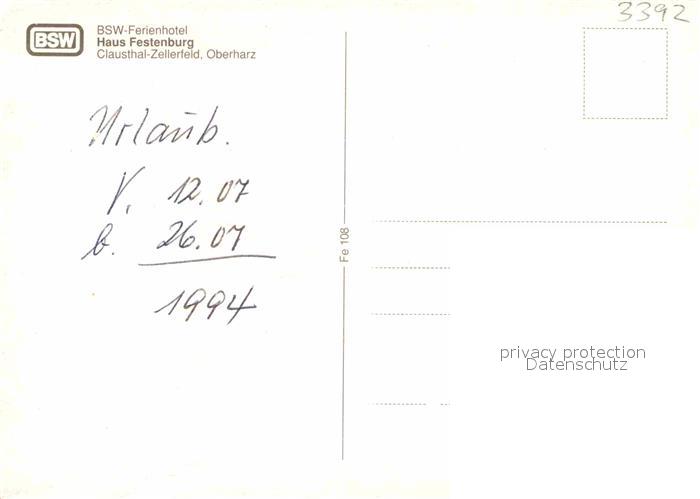 3392
BSW
BSW-Ferienhotel
Haus Festenburg
Clausthal-Zellerfeld, Oberharz
Urlaub.
V. 12.07
b. 26.07
1994
Fe 108
privacy protection
Datenschutz